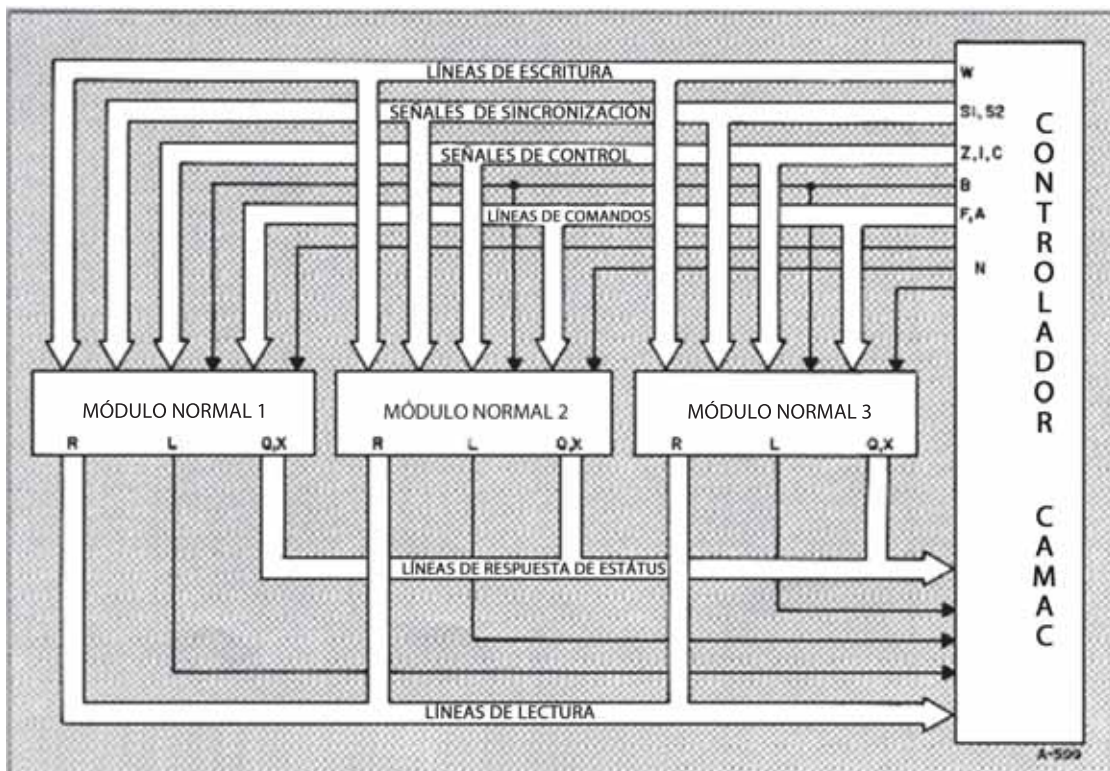 LÍNEAS DE ESCRITURA
W
SEÑALES DE SINCRONIZACIÓN
S1, S2
SEÑALES DE CONTROL
Z, I, C
B
LÍNEAS DE COMANDOS
F, A
N
CONTROLADOR
CAMAC
MÓDULO NORMAL 1
MÓDULO NORMAL 2
MÓDULO NORMAL 3
R L Q,X
R L Q,X
R L Q,X
LÍNEAS DE RESPUESTA DE ESTÁTUS
LÍNEAS DE LECTURA
A-599